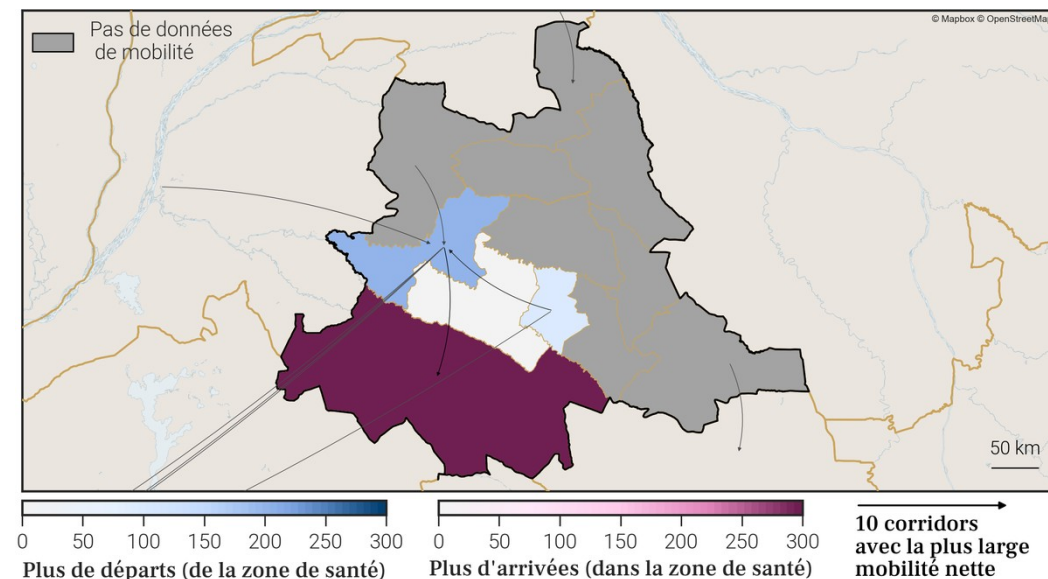 © Mapbox © OpenStreetMa
Pas de données
de mobilité
50 km
0 50 100 150 200 250 300
Plus de départs (de la zone de santé)
0 50 100 150 200 250 300
Plus d'arrivées (dans la zone de santé)
10 corridors
avec la plus large
mobilité nette